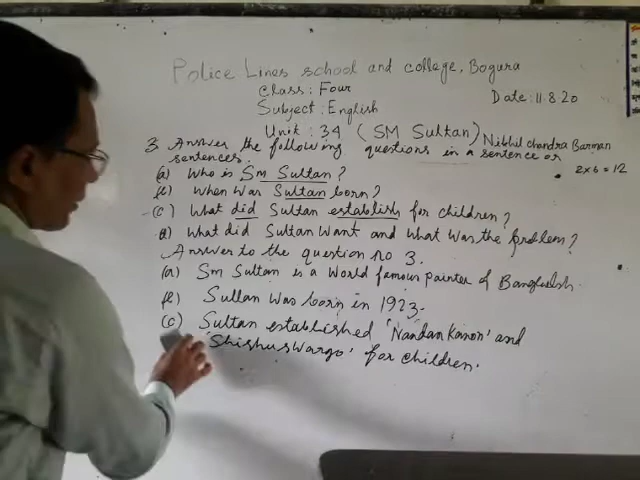 Police Lines school and college, Bogura
Class: Four
Date: 11.8.20
Subject: English
Unit: 34 (SM Sultan) Nikhil Chandra Barman
3. Answer the following questions in a sentence or
sentences. 2x6=12
(a) Who is Sm Sultan?
(b) When was Sultan born?
(c) What did Sultan establish for children?
(d) What did Sultan want and what was the problem?
Answer to the question no 3.
(a) Sm Sultan is a world famous painter of Bangladesh.
(b) Sultan was born in 1923.
(c) Sultan established 'Nandan Kanon' and
'ShishusWargo' for children.